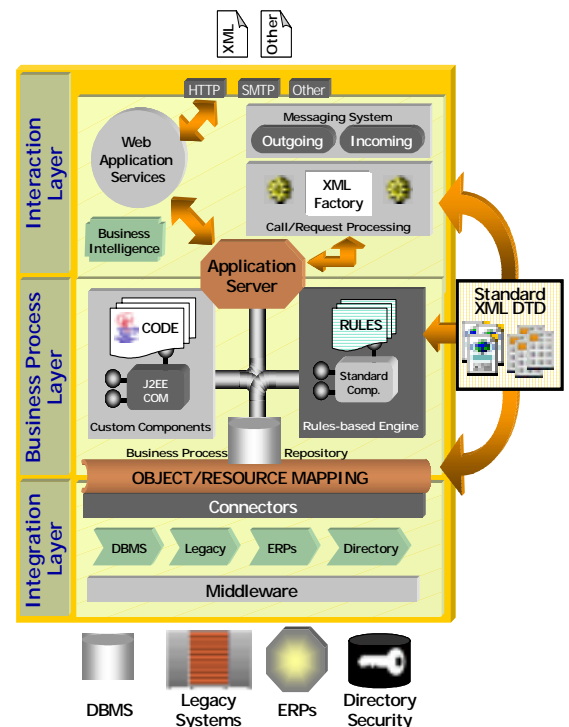 XML
Other
HTTP
SMTP
Other
Interaction
Layer
Web
Application
Services
Messaging System
Outgoing
Incoming
XML
Factory
Call/Request Processing
Business
Intelligence
Application
Server
Standard
XML DTD
Business Process
Layer
CODE
J2EE
COM
Custom Components
RULES
Standard
Comp.
Rules-based Engine
Business Process
Repository
OBJECT/RESOURCE MAPPING
Integration
Layer
Connectors
DBMS
Legacy
ERPs
Directory
Middleware
DBMS
Legacy
Systems
ERPs
Directory
Security